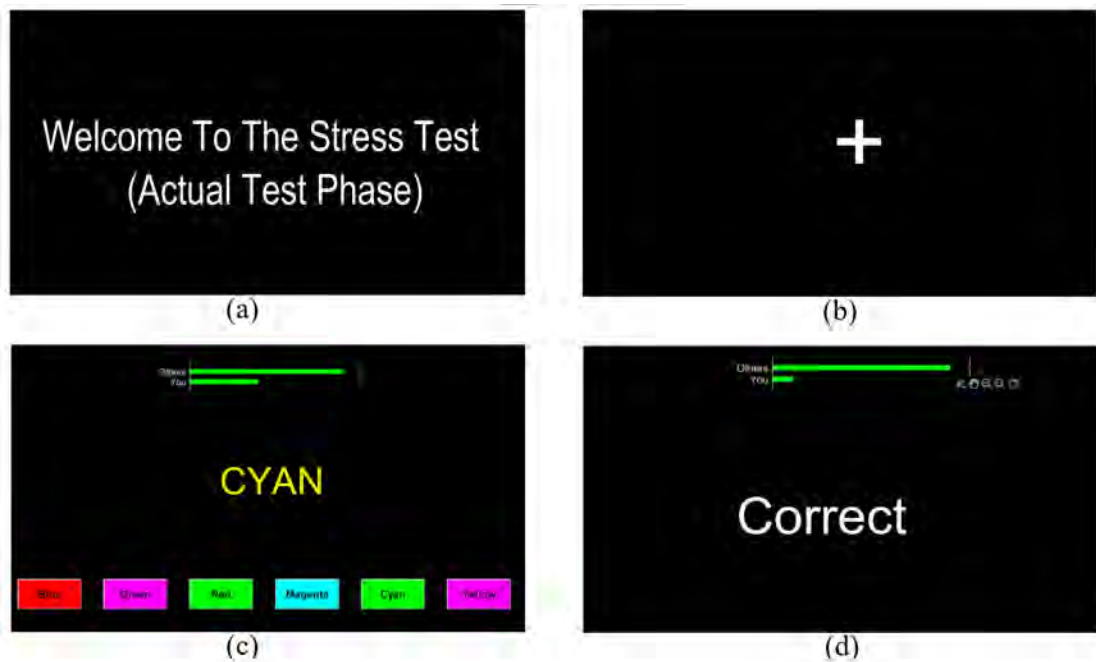 Welcome To The Stress Test
(Actual Test Phase)
(a)
+
(b)
Others
You
CYAN
Blue Green Red Magenta Cyan Yellow
(c)
Others
You
Correct
(d)